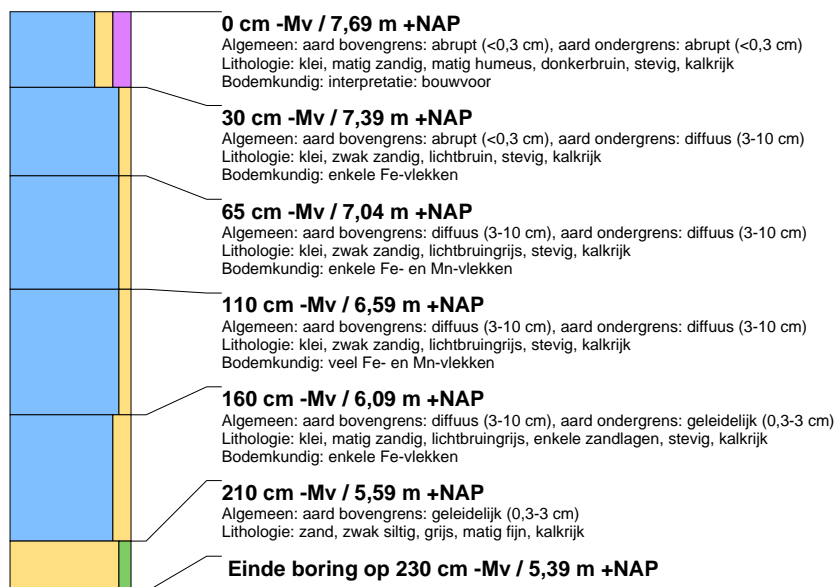 0 cm -Mv / 7,69 m +NAP
Algemeen: aard bovengrens: abrupt (<0,3 cm), aard ondergrens: abrupt (<0,3 cm)
Lithologie: klei, matig zandig, matig humeus, donkerbruin, stevig, kalkrijk
Bodemkundig: interpretatie: bouwvoor
30 cm -Mv / 7,39 m +NAP
Algemeen: aard bovengrens: abrupt (<0,3 cm), aard ondergrens: diffuus (3-10 cm)
Lithologie: klei, zwak zandig, lichtbruin, stevig, kalkrijk
Bodemkundig: enkele Fe-vlekken
65 cm -Mv / 7,04 m +NAP
Algemeen: aard bovengrens: diffuus (3-10 cm), aard ondergrens: diffuus (3-10 cm)
Lithologie: klei, zwak zandig, lichtbruingrijs, stevig, kalkrijk
Bodemkundig: enkele Fe- en Mn-vlekken
110 cm -Mv / 6,59 m +NAP
Algemeen: aard bovengrens: diffuus (3-10 cm), aard ondergrens: diffuus (3-10 cm)
Lithologie: klei, zwak zandig, lichtbruingrijs, stevig, kalkrijk
Bodemkundig: veel Fe- en Mn-vlekken
160 cm -Mv / 6,09 m +NAP
Algemeen: aard bovengrens: diffuus (3-10 cm), aard ondergrens: geleidelijk (0,3-3 cm)
Lithologie: klei, matig zandig, lichtbruingrijs, enkele zandlagen, stevig, kalkrijk
Bodemkundig: enkele Fe-vlekken
210 cm -Mv / 5,59 m +NAP
Algemeen: aard bovengrens: geleidelijk (0,3-3 cm)
Lithologie: zand, zwak siltig, grijs, matig fijn, kalkrijk
Einde boring op 230 cm -Mv / 5,39 m +NAP